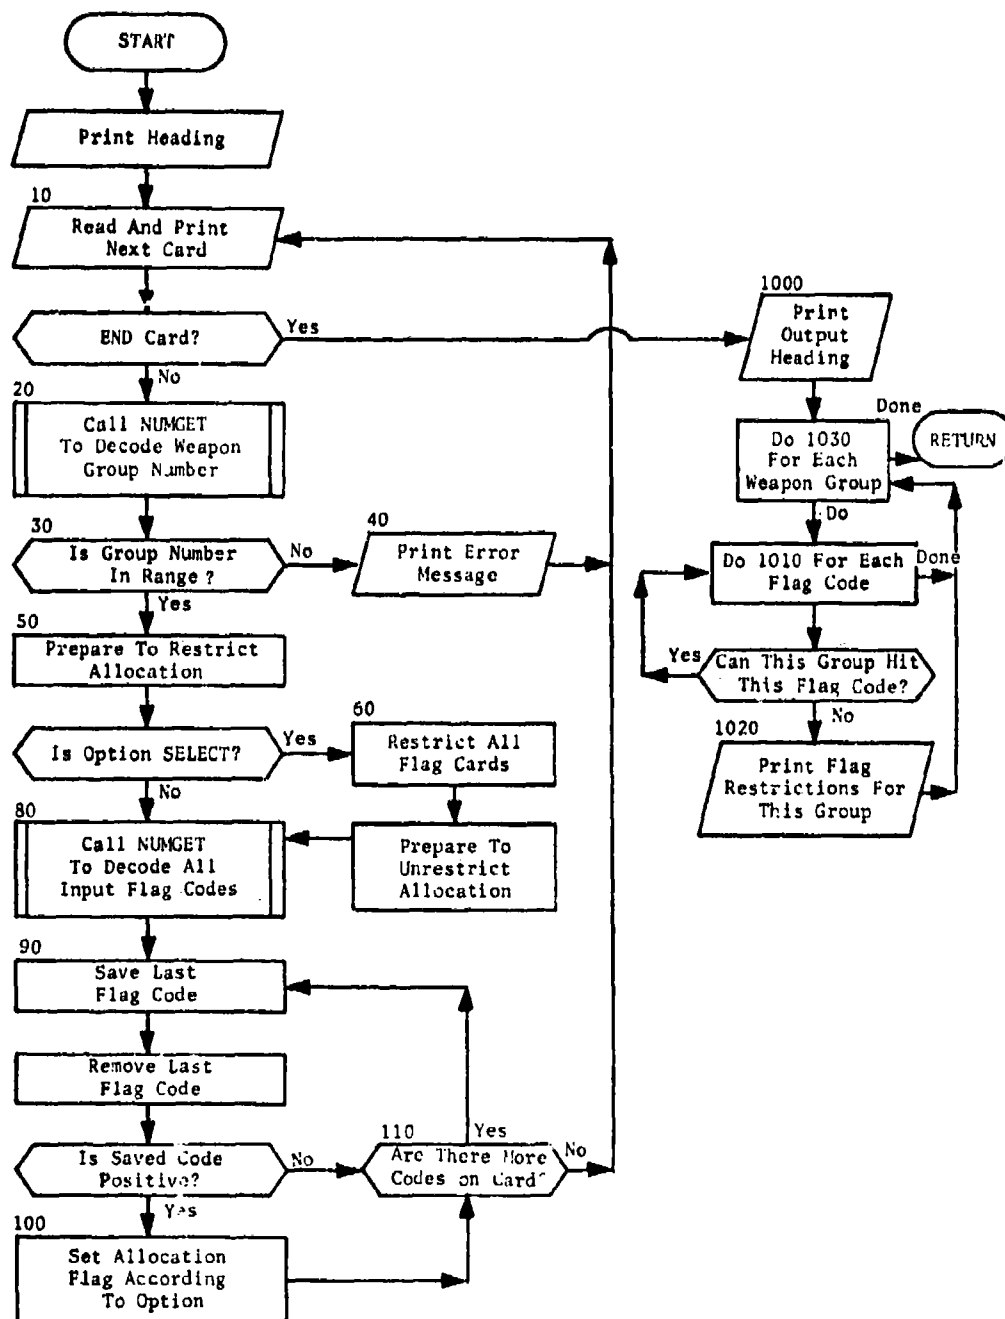 START
Print Heading
10
Read And Print
Next Card
END Card?
Yes
No
20
Call NUMGET
To Decode Weapon
Group Number
30
Is Group Number
In Range?
No
Yes
40
Print Error
Message
50
Prepare To Restrict
Allocation
Is Option SELECT?
Yes
No
60
Restrict All
Flag Cards
Prepare To
Unrestrict
Allocation
80
Call NUMGET
To Decode All
Input Flag Codes
90
Save Last
Flag Code
Remove Last
Flag Code
Is Saved Code
Positive?
No
Yes
110
Yes
Are There More
Codes on Card?
No
100
Set Allocation
Flag According
To Option
1000
Print
Output
Heading
Done
RETURN
Do 1030
For Each
Weapon Group
Do
Do 1010 For Each
Flag Code
Done
Yes
Can This Group Hit
This Flag Code?
No
1020
Print Flag
Restrictions For
This Group